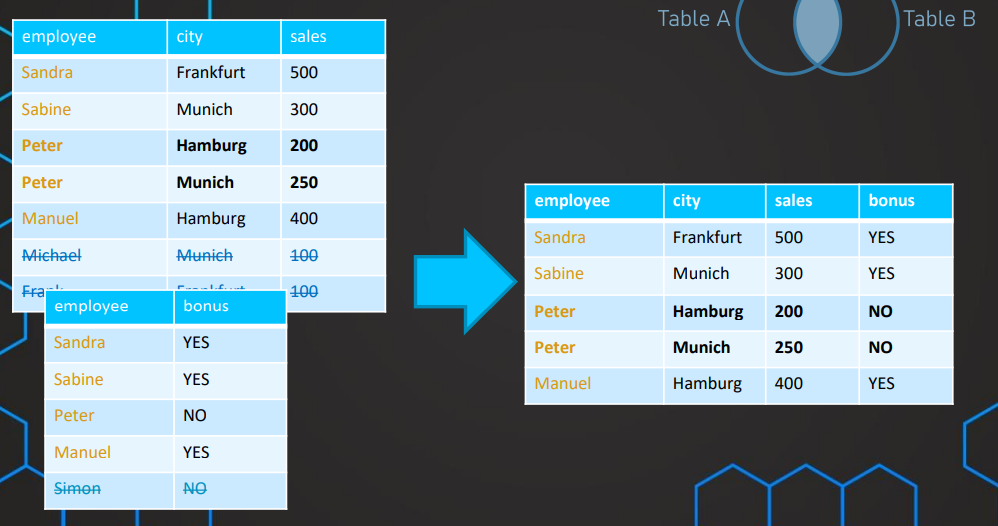 Table A Table B
employee city sales
Sandra Frankfurt 500
Sabine Munich 300
Peter Hamburg 200
Peter Munich 250
Manuel Hamburg 400
Michael Munich 100
100
employee bonus
Sandra YES
Sabine YES
Peter NO
Manuel YES
Simon NO
employee city sales bonus
Sandra Frankfurt 500 YES
Sabine Munich 300 YES
Peter Hamburg 200 NO
Peter Munich 250 NO
Manuel Hamburg 400 YES